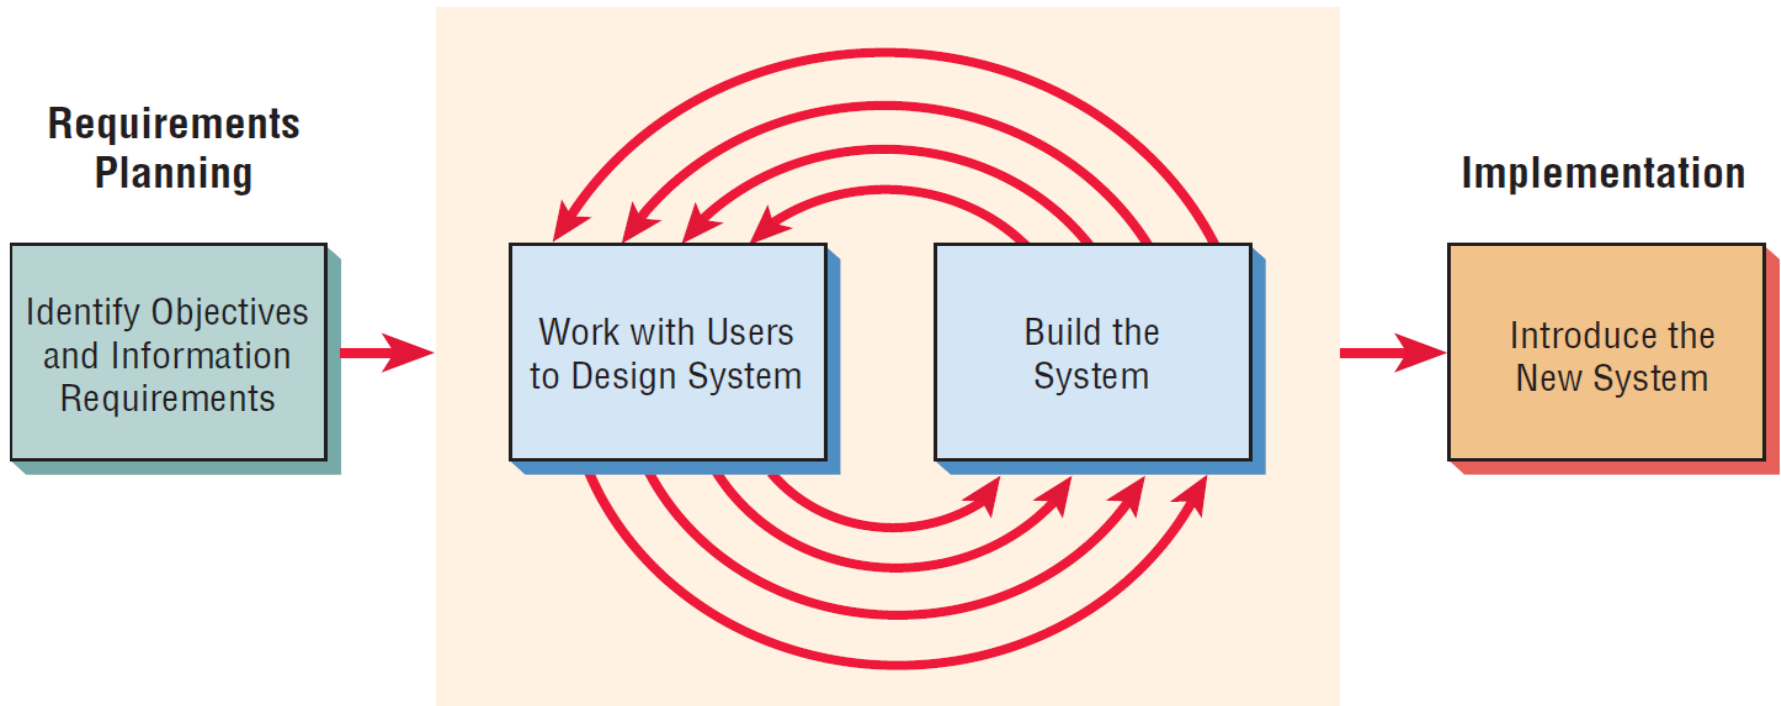 Requirements
Planning
Identify Objectives
and Information
Requirements
Work with Users
to Design System
Build the
System
Implementation
Introduce the
New System